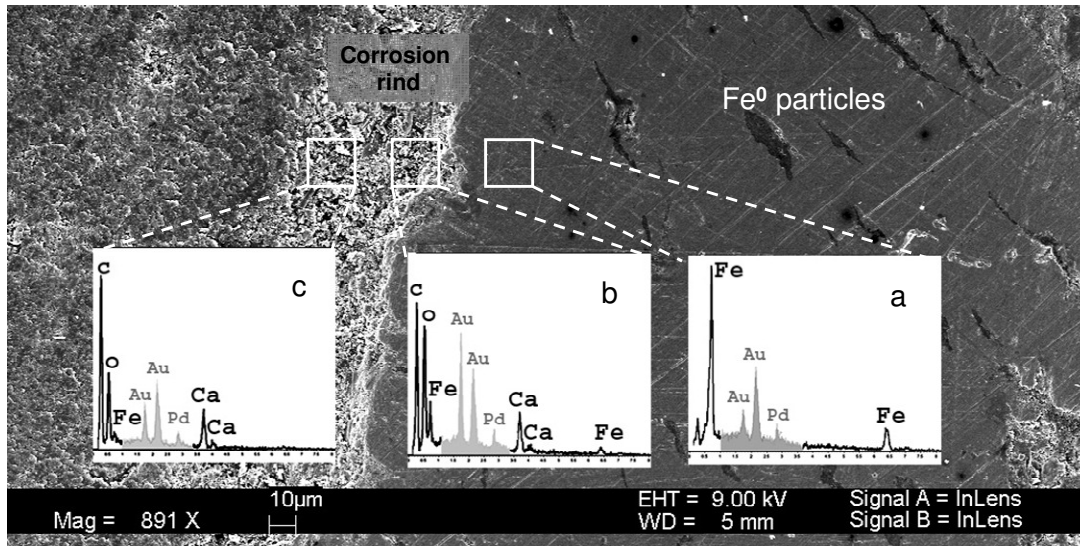 Corrosion
rind
Fe⁰ particles
c
C
O
Fe
Au
Au
Pd
Ca
Ca
b
C
O
Fe
Au
Au
Pd
Ca
Ca
Fe
a
Fe
Au
Au
Pd
Fe
10µm
Mag = 891 X
EHT = 9.00 kV
WD = 5 mm
Signal A = InLens
Signal B = InLens